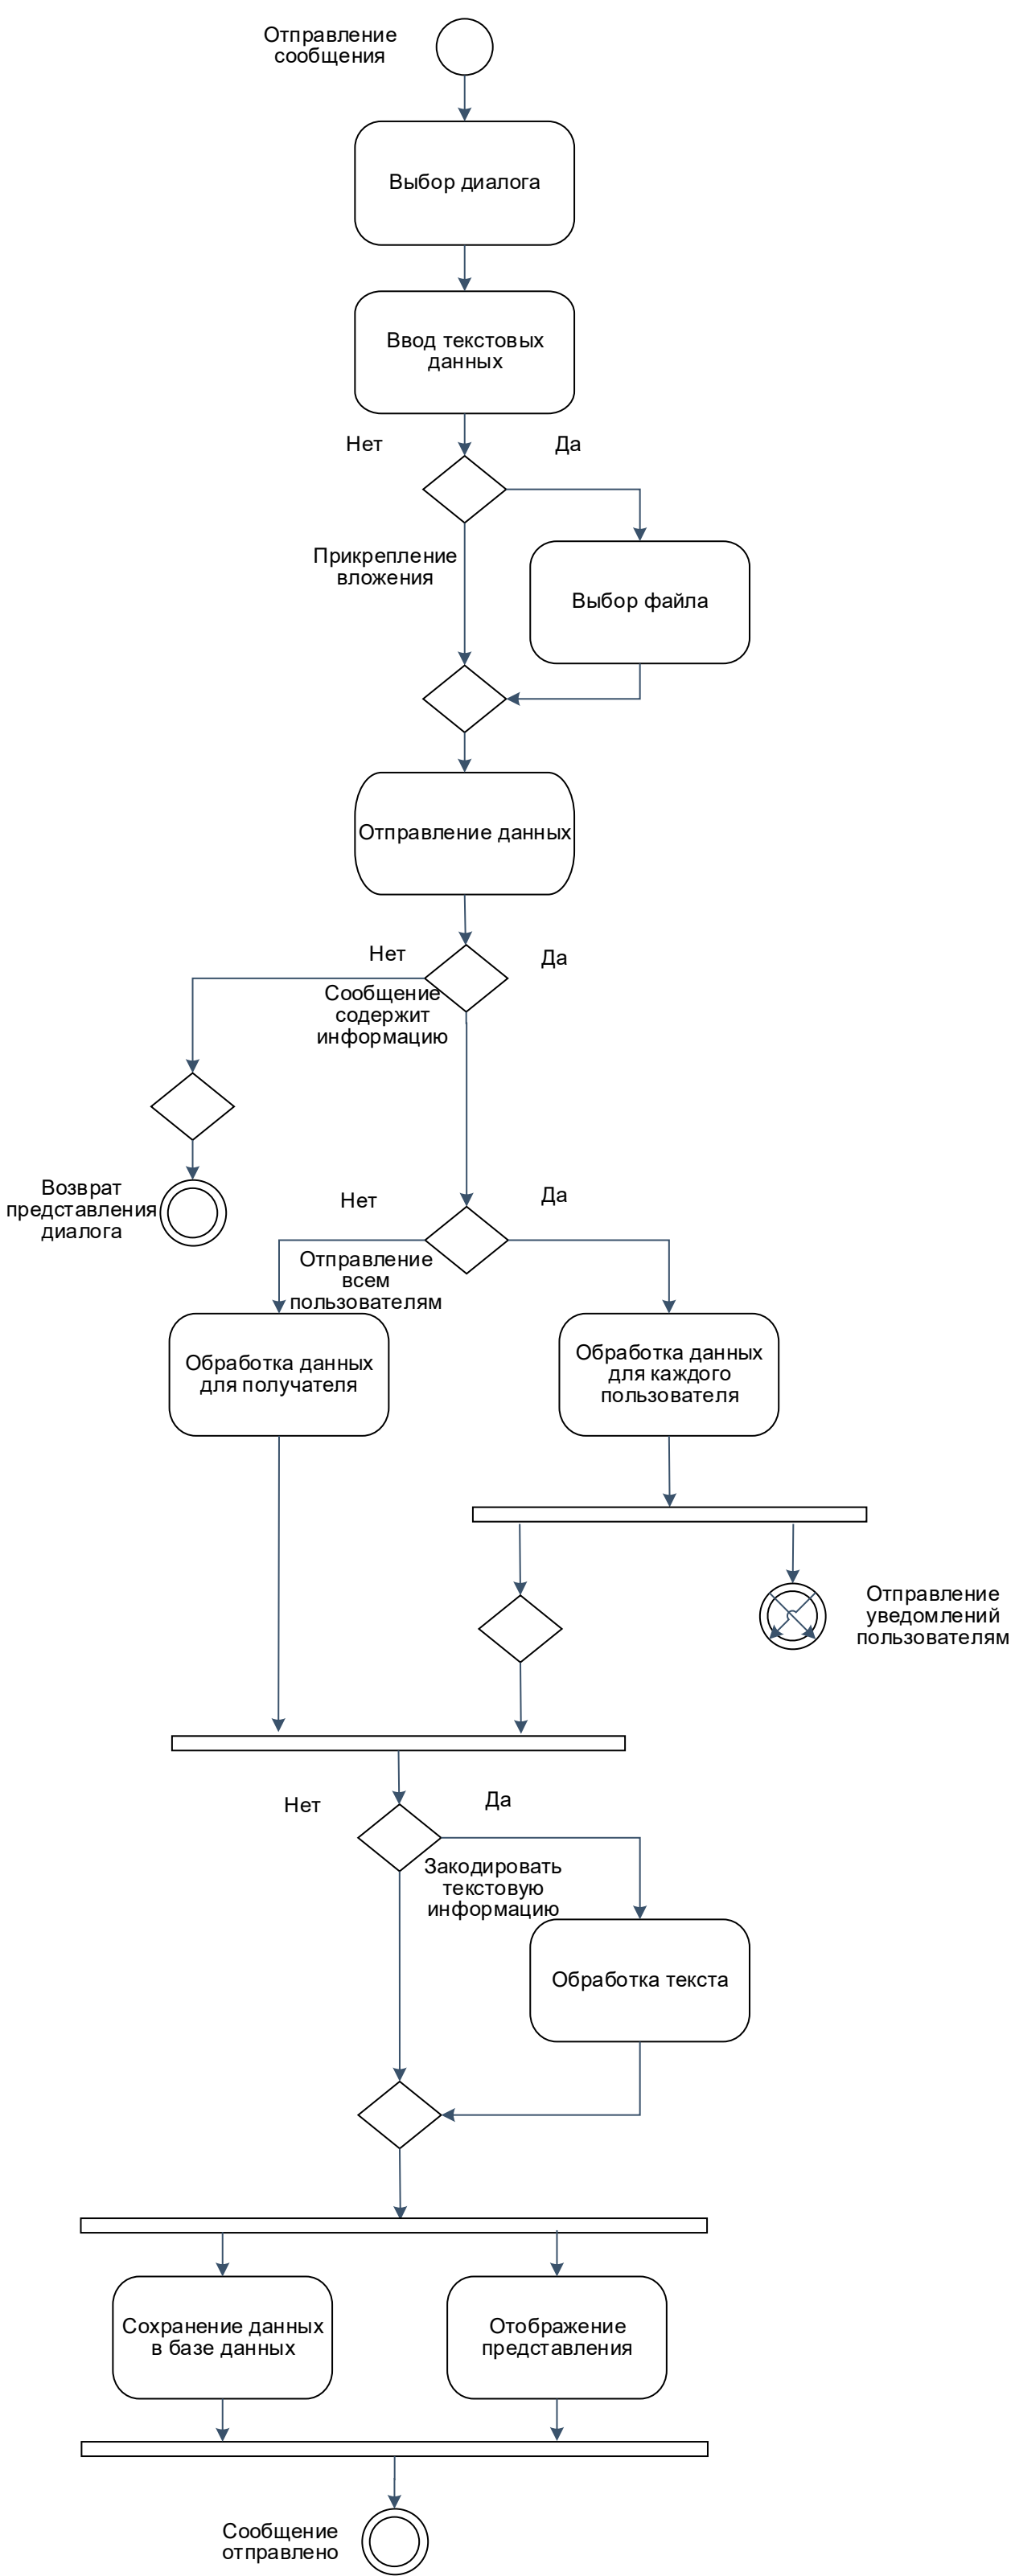 Отправление
сообщения
Выбор диалога
Ввод текстовых
данных
Нет
Да
Прикрепление
вложения
Выбор файла
Отправление данных
Нет
Да
Сообщение
содержит
информацию
Возврат
представления
диалога
Нет
Да
Отправление
всем
пользователям
Обработка данных
для получателя
Обработка данных
для каждого
пользователя
Отправление
уведомлений
пользователям
Нет
Да
Закодировать
текстовую
информацию
Обработка текста
Сохранение данных
в базе данных
Отображение
представления
Сообщение
отправлено